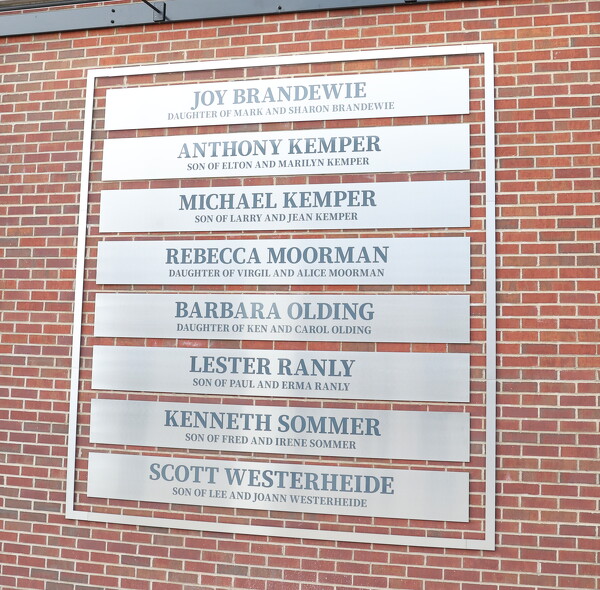 JOY BRANDEWIE
DAUGHTER OF MARK AND SHARON BRANDEWIE
ANTHONY KEMPER
SON OF ELTON AND MARILYN KEMPER
MICHAEL KEMPER
SON OF LARRY AND JEAN KEMPER
REBECCA MOORMAN
DAUGHTER OF VIRGIL AND ALICE MOORMAN
BARBARA OLDING
DAUGHTER OF KEN AND CAROL OLDING
LESTER RANLY
SON OF PAUL AND ERMA RANLY
KENNETH SOMMER
SON OF FRED AND IRENE SOMMER
SCOTT WESTERHEIDE
SON OF LEE AND JOANN WESTERHEIDE